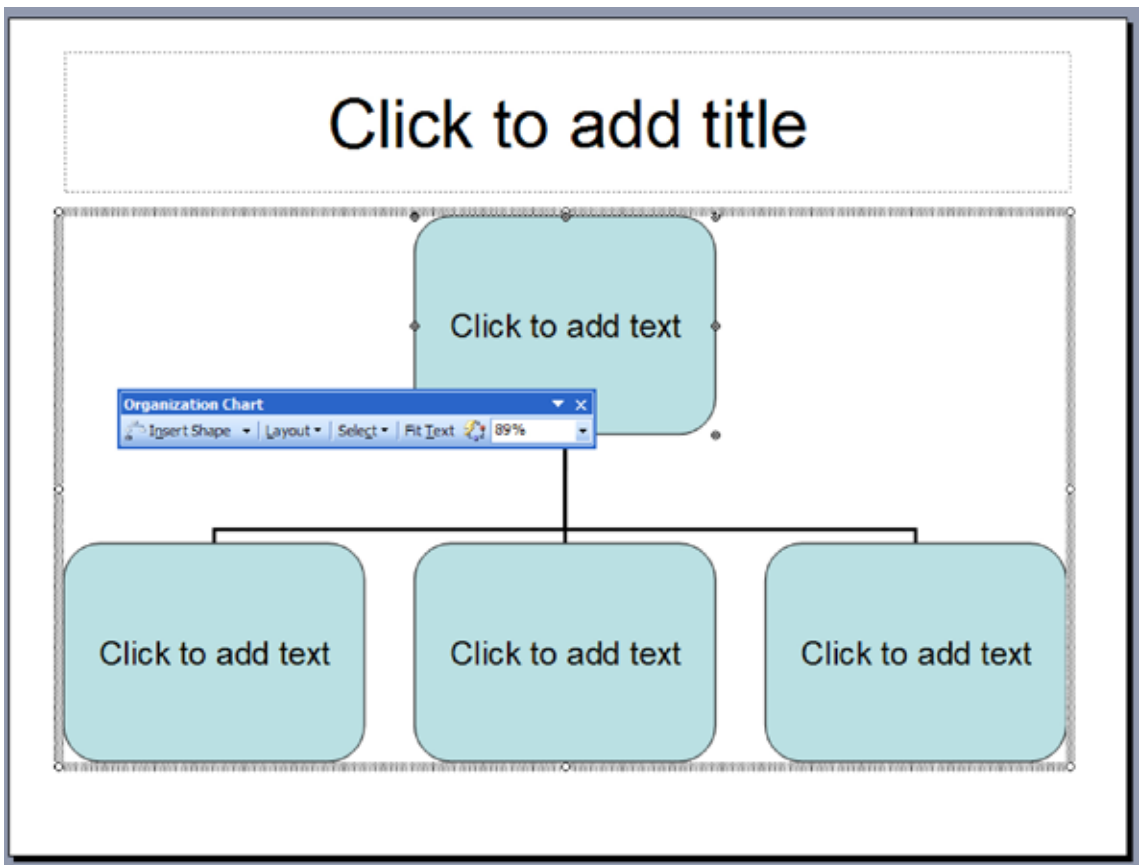 Click to add title
Click to add text
Organization Chart
Insert Shape Layout Select Fit Text 89%
Click to add text Click to add text Click to add text